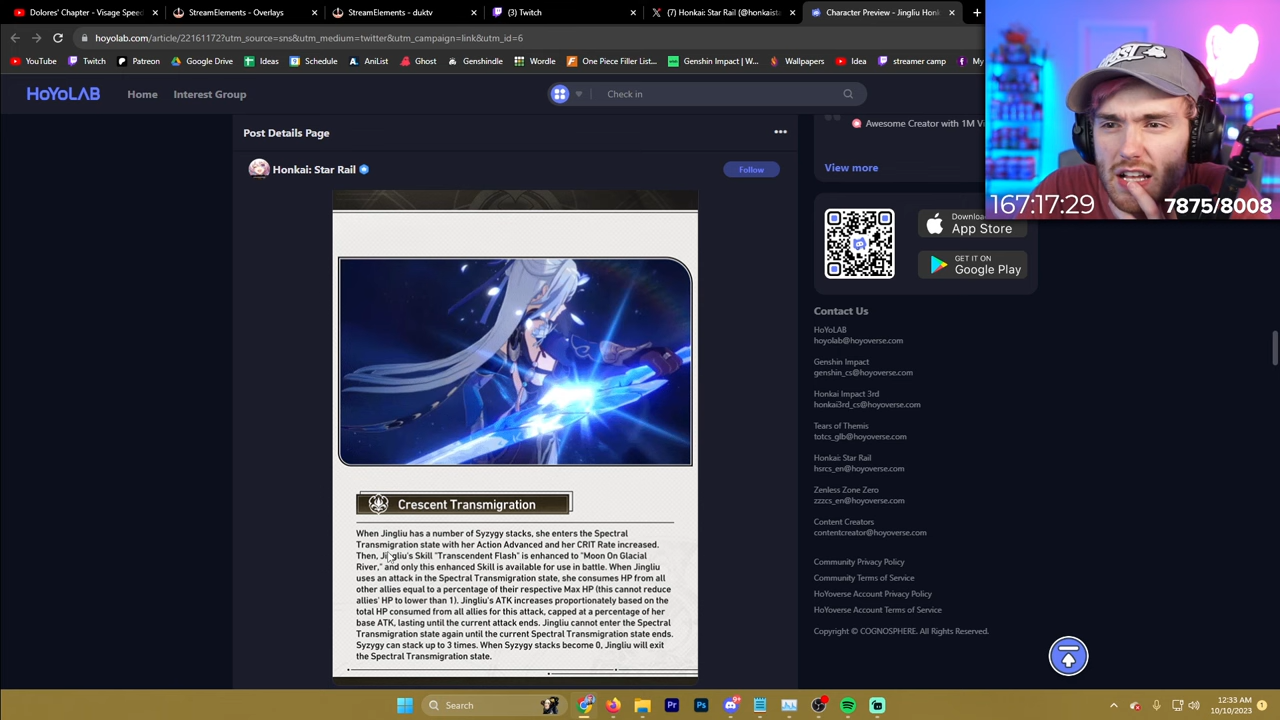 Dolores' Chapter - Visage Speed
StreamElements - Overlays
StreamElements - duktv
(3) Twitch
(7) Honkai: Star Rail (@honkaista
Character Preview - Jingliu Honk
hoyolab.com/article/22161172?utm_source=sns&utm_medium=twitter&utm_campaign=link&utm_id=6
YouTube
Twitch
Patreon
Google Drive
Ideas
Schedule
AniList
Ghost
Genshindle
Wordle
One Piece Filler List...
Genshin Impact | W...
Wallpapers
Idea
streamer camp
HoYoLAB
Home
Interest Group
Check in
Post Details Page
Honkai: Star Rail
Follow
Awesome Creator with 1M
View more
Download
App Store
GET IT ON
Google Play
167:17:29
7875/8008
Contact Us
HoYoLAB
hoyolab@hoyoverse.com
Genshin Impact
genshin_cs@hoyoverse.com
Honkai Impact 3rd
honkai3rd_cs@hoyoverse.com
Tears of Themis
totcs_glb@hoyoverse.com
Honkai: Star Rail
hsrcs_en@hoyoverse.com
Zenless Zone Zero
zzzcs_en@hoyoverse.com
Content Creators
contentcreator@hoyoverse.com
Community Privacy Policy
Community Terms of Service
HoYoverse Account Privacy Policy
HoYoverse Account Terms of Service
Copyright © COGNOSPHERE. All Rights Reserved.
Crescent Transmigration
When Jingliu has a number of Syzygy stacks, she enters the Spectral
Transmigration state with her Action Advanced and her CRIT Rate increased.
Then, Jingliu's Skill "Transcendent Flash" is enhanced to "Moon On Glacial
River," and only this enhanced Skill is available for use in battle. When Jingliu
uses an attack in the Spectral Transmigration state, she consumes HP from all
other allies equal to a percentage of their respective Max HP (this cannot reduce
allies' HP to lower than 1). Jingliu's ATK increases proportionately based on the
total HP consumed from all allies for this attack, capped at a percentage of her
base ATK, lasting until the current attack ends. Jingliu cannot enter the Spectral
Transmigration state again until the current Spectral Transmigration state ends.
Syzygy can stack up to 3 times. When Syzygy stacks become 0, Jingliu will exit
the Spectral Transmigration state.
Search
12:33 AM
10/10/2023